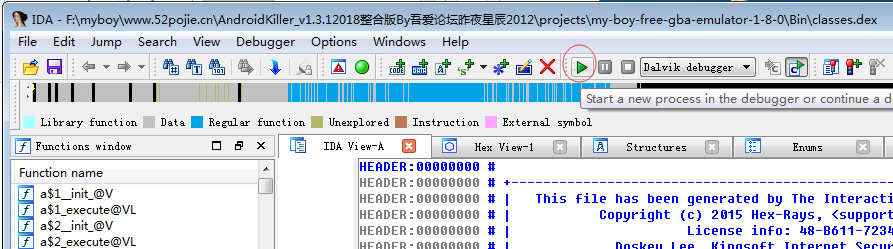 IDA - F:\myboy\www.52pojie.cn\AndroidKiller_v1.3.12018整合版By吾爱论坛昨夜星辰2012\projects\my-boy-free-gba-emulator-1-8-0\Bin\classes.dex
File Edit Jump Search View Debugger Options Windows Help
Dalvik debugger
Start a new process in the debugger or continue a d
Library function Data Regular function Unexplored Instruction External symbol
Functions window
IDA View-A Hex View-1 Structures Enums
Function name
a$1__init_@V
a$1_execute@VL
a$2__init_@V
a$2_execute@VL
HEADER:00000000 #
HEADER:00000000 # +-
HEADER:00000000 # | This file has been generated by The Interacti
HEADER:00000000 # | Copyright (c) 2015 Hex-Rays, <support
HEADER:00000000 # | License info: 48-B611-7234
HEADER:00000000 # | Doskey Lee, Kingsoft Internet Secur